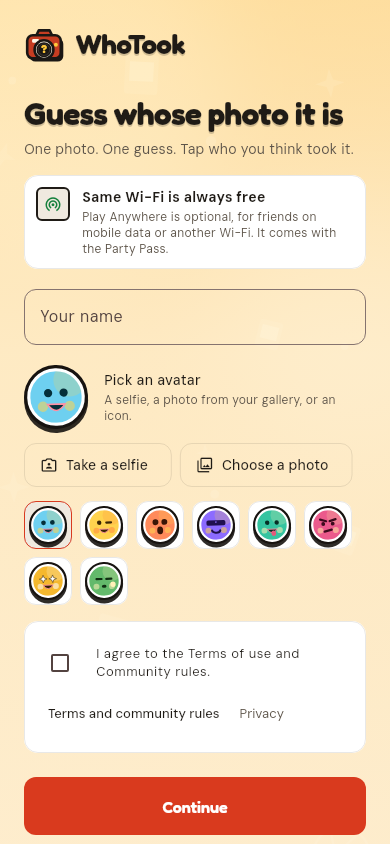 WhoTook
Guess whose photo it is
One photo. One guess. Tap who you think took it.
Same Wi-Fi is always free
Play Anywhere is optional, for friends on
mobile data or another Wi-Fi. It comes with
the Party Pass.
Your name
Pick an avatar
A selfie, a photo from your gallery, or an
icon.
Take a selfie
Choose a photo
I agree to the Terms of use and
Community rules.
Terms and community rules
Privacy
Continue